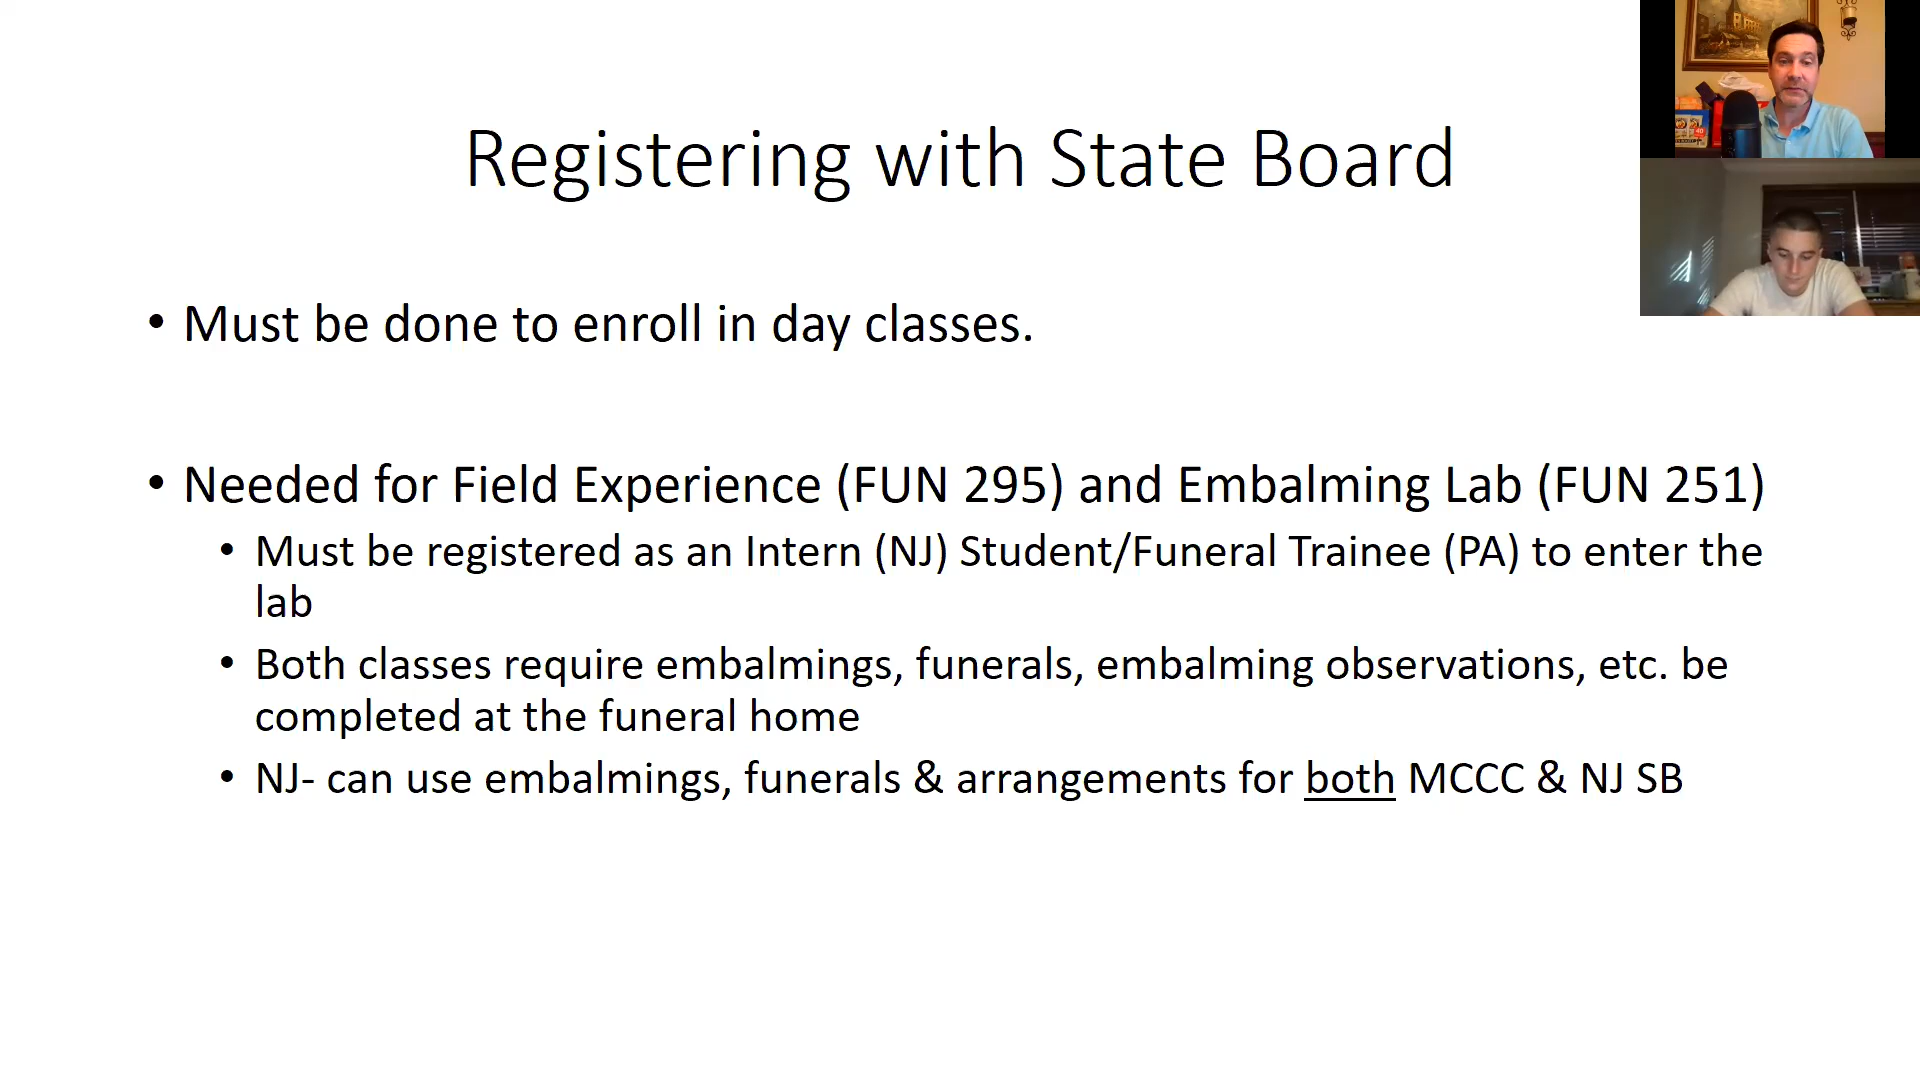 Registering with State Board
• Must be done to enroll in day classes.
• Needed for Field Experience (FUN 295) and Embalming Lab (FUN 251)
• Must be registered as an Intern (NJ) Student/Funeral Trainee (PA) to enter the
lab
• Both classes require embalmings, funerals, embalming observations, etc. be
completed at the funeral home
• NJ- can use embalmings, funerals & arrangements for both MCCC & NJ SB